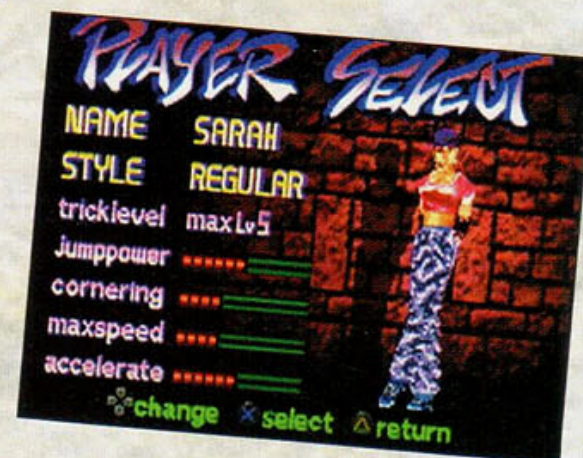 PLAYER SELECT
NAME SARAH
STYLE REGULAR
tricklevel maxLv5
Jumppower
cornering
maxspeed
accelerate
change select return